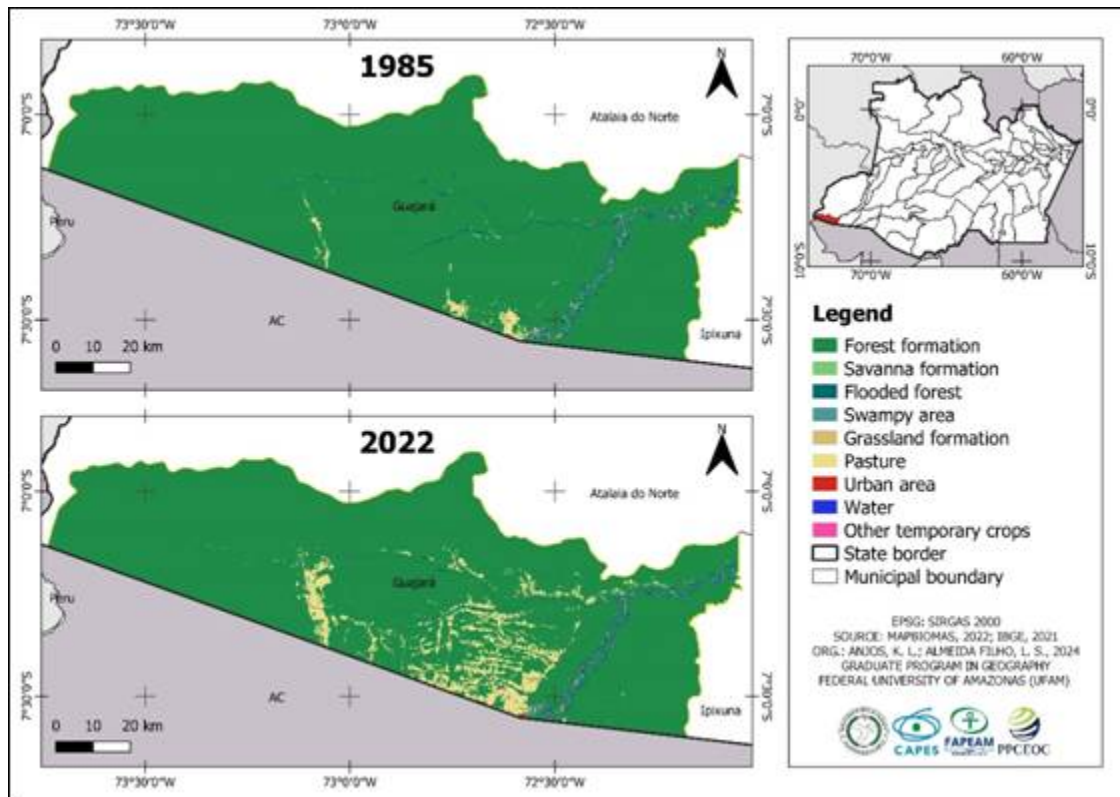 73°30'0"W 73°0'0"W 72°30'0"W
1985
N
7°0'0"S
7°0'0"S
Atalaia do Norte
Peru
Guajará
7°30'0"S
7°30'0"S
AC
Ipixuna
0 10 20 km
2022
N
7°0'0"S
7°0'0"S
Atalaia do Norte
Peru
Guajará
7°30'0"S
7°30'0"S
AC
Ipixuna
0 10 20 km
73°30'0"W 73°0'0"W 72°30'0"W
70°0'0"W 60°0'0"W
0°0'0"
0°0'0"
10°0'0"S
10°0'0"S
70°0'0"W 60°0'0"W
Legend
Forest formation
Savanna formation
Flooded forest
Swampy area
Grassland formation
Pasture
Urban area
Water
Other temporary crops
State border
Municipal boundary
EPSG: SIRGAS 2000
SOURCE: MAPBIOMAS, 2022; IBGE, 2021
ORG.: ANJOS, K. L.; ALMEIDA FILHO, L. S., 2024
GRADUATE PROGRAM IN GEOGRAPHY
FEDERAL UNIVERSITY OF AMAZONAS (UFAM)
CAPES FAPEAM